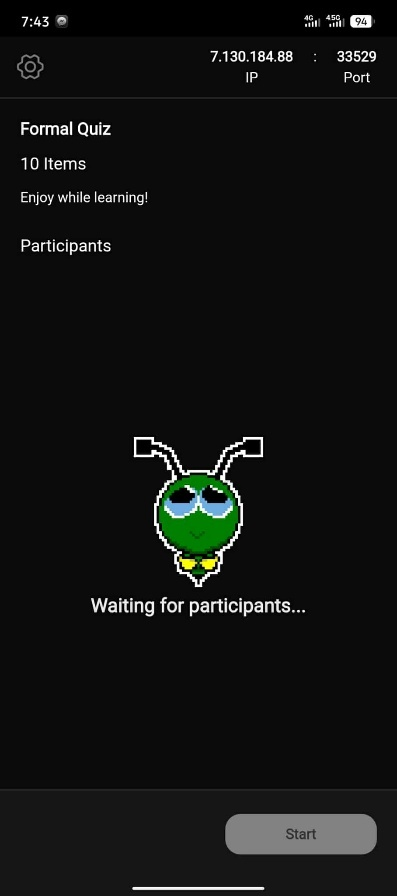 7:43
4G 4.5G 94
7.130.184.88 : 33529
IP Port
Formal Quiz
10 Items
Enjoy while learning!
Participants
Waiting for participants...
Start